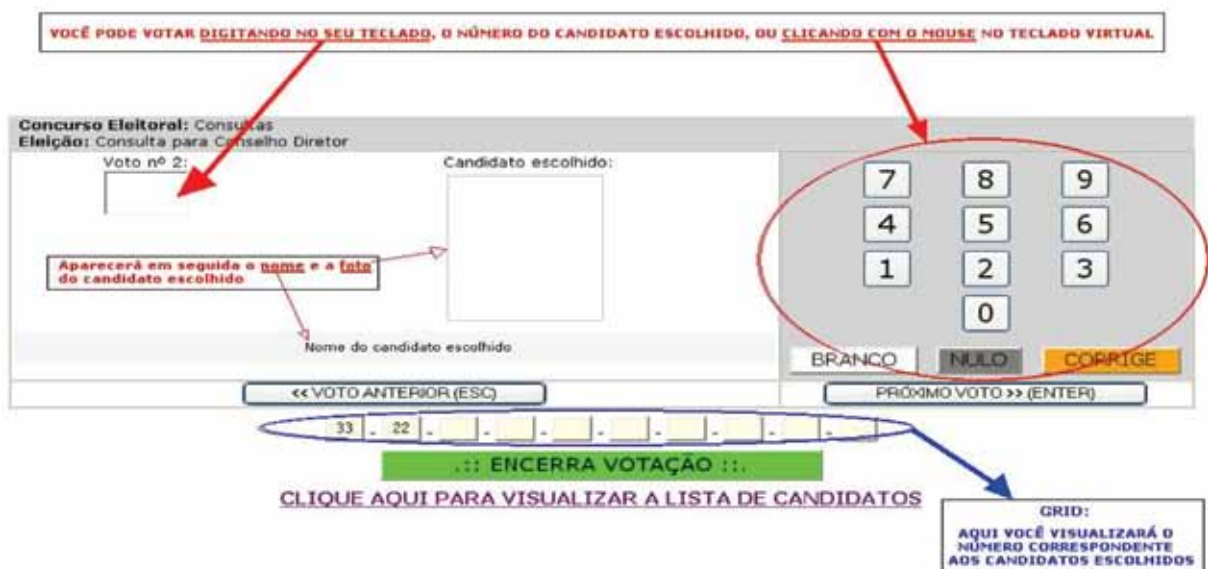 VOCÊ PODE VOTAR DIGITANDO NO SEU TECLADO, O NÚMERO DO CANDIDATO ESCOLHIDO, OU CLICANDO COM O MOUSE NO TECLADO VIRTUAL
Concurso Eleitoral: Consultas
Eleição: Consulta para Conselho Diretor
Voto nº 2:
Candidato escolhido:
7 8 9
4 5 6
1 2 3
0
Aparecerá em seguida o nome e a foto
do candidato escolhido
Nome do candidato escolhido
BRANCO NULO CORRIGE
<< VOTO ANTERIOR (ESC)
PRÓXIMO VOTO >> (ENTER)
33 - 22 - - - - - - - -
.:: ENCERRA VOTAÇÃO ::.
CLIQUE AQUI PARA VISUALIZAR A LISTA DE CANDIDATOS
GRID:
AQUI VOCÊ VISUALIZARÁ O
NÚMERO CORRESPONDENTE
AOS CANDIDATOS ESCOLHIDOS